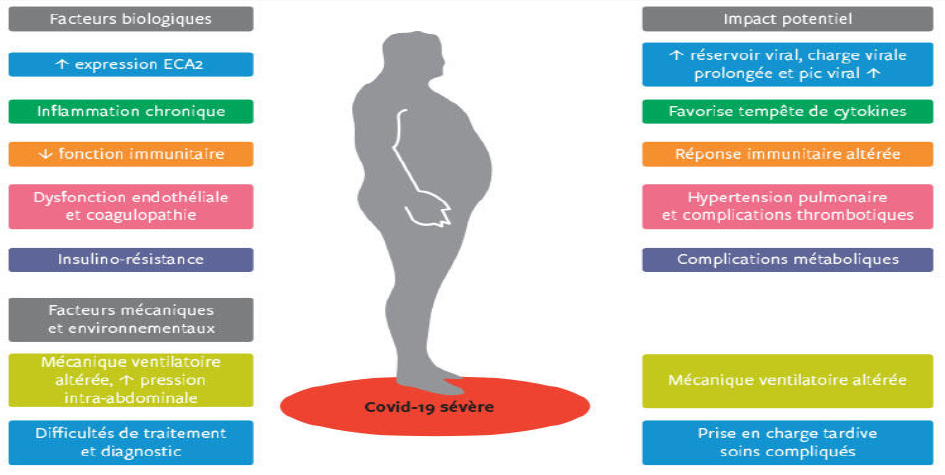 Facteurs biologiques
Impact potentiel
↑ expression ECA2
↑ réservoir viral, charge virale
prolongée et pic viral ↑
Inflammation chronique
Favorise tempête de cytokines
↓ fonction immunitaire
Réponse immunitaire altérée
Dysfonction endothéliale
et coagulopathie
Hypertension pulmonaire
et complications thrombotiques
Insulino-résistance
Complications métaboliques
Facteurs mécaniques
et environnementaux
Mécanique ventilatoire
altérée, ↑ pression
intra-abdominale
Mécanique ventilatoire altérée
Covid-19 sévère
Difficultés de traitement
et diagnostic
Prise en charge tardive
soins compliqués